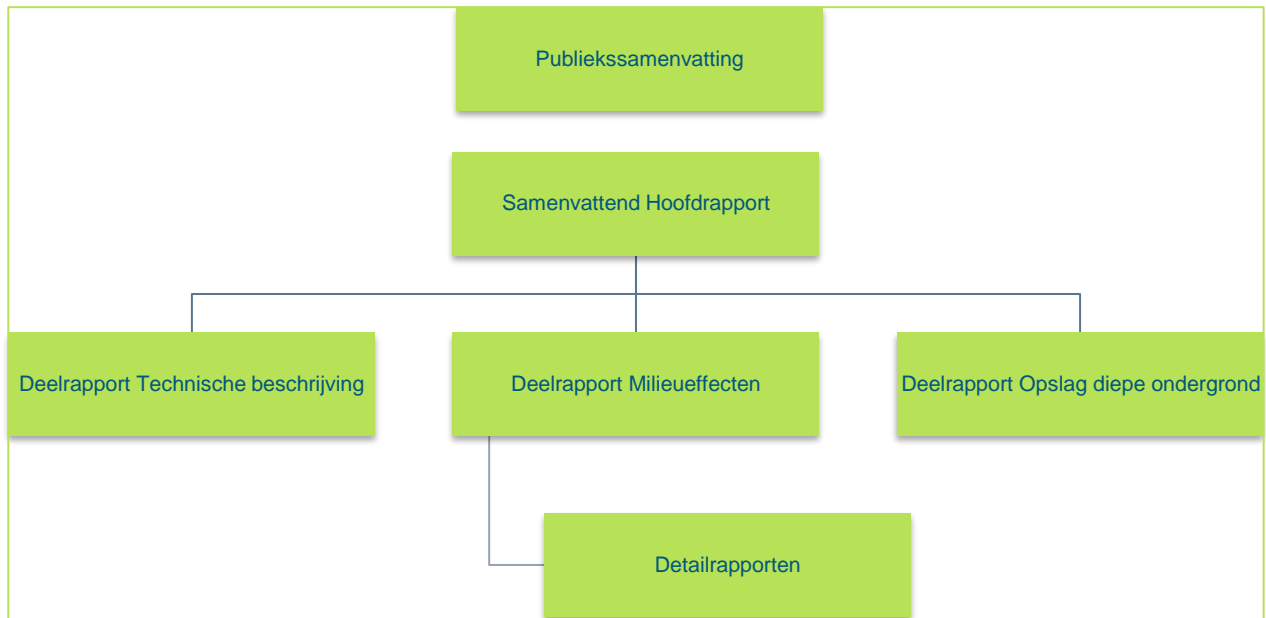 Publiekssamenvatting
Samenvattend Hoofdrapport
Deelrapport Technische beschrijving
Deelrapport Milieueffecten
Deelrapport Opslag diepe ondergrond
Detailrapporten